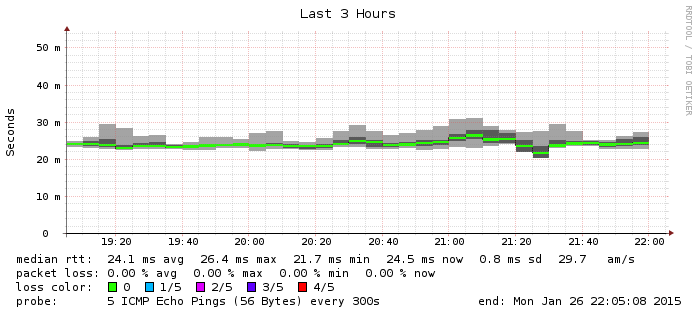 Last 3 Hours
RRDTOOL / TOBI OETIKER
Seconds
50 m
40 m
30 m
20 m
10 m
0
19:20 19:40 20:00 20:20 20:40 21:00 21:20 21:40 22:00
median rtt: 24.1 ms avg 26.4 ms max 21.7 ms min 24.5 ms now 0.8 ms sd 29.7 am/s
packet loss: 0.00 % avg 0.00 % max 0.00 % min 0.00 % now
loss color: 0 1/5 2/5 3/5 4/5
probe: 5 ICMP Echo Pings (56 Bytes) every 300s end: Mon Jan 26 22:05:08 2015